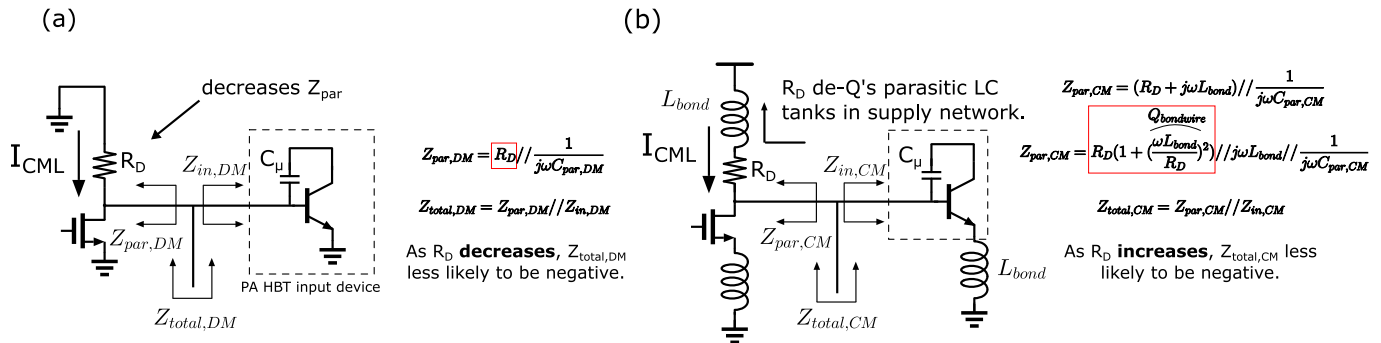 (a)
decreases Z_par
I_CML
R_D
Z_in,DM
C_μ
Z_par,DM
PA HBT input device
Z_total,DM
Z_par,DM = R_D // 1/(jωC_par,DM)
Z_total,DM = Z_par,DM // Z_in,DM
As R_D decreases, Z_total,DM
less likely to be negative.
(b)
L_bond
R_D de-Q's parasitic LC
tanks in supply network.
I_CML
R_D
Z_in,CM
C_μ
Z_par,CM
L_bond
Z_total,CM
Z_par,CM = (R_D + jωL_bond) // 1/(jωC_par,CM)
Q_bondwire
Z_par,CM = R_D(1 + (ωL_bond/R_D)^2) // jωL_bond // 1/(jωC_par,CM)
Z_total,CM = Z_par,CM // Z_in,CM
As R_D increases, Z_total,CM less
likely to be negative.